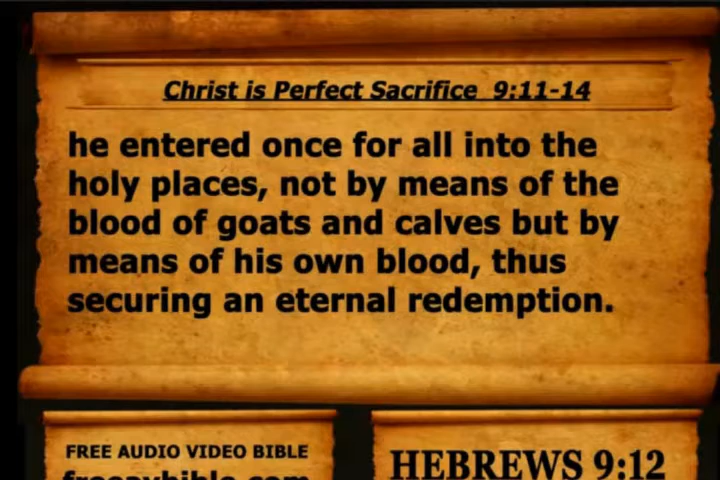 Christ is Perfect Sacrifice 9:11-14
he entered once for all into the
holy places, not by means of the
blood of goats and calves but by
means of his own blood, thus
securing an eternal redemption.
FREE AUDIO VIDEO BIBLE
HEBREWS 9:12